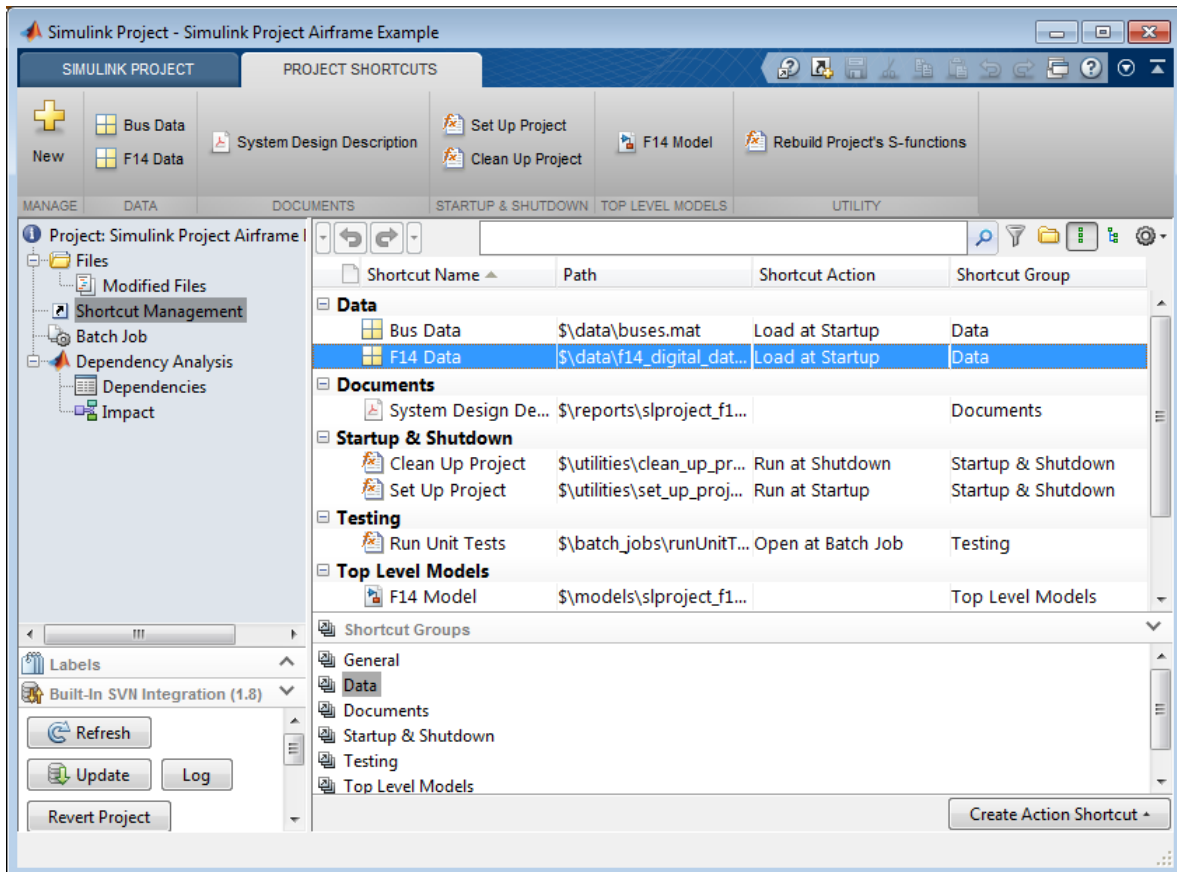 Simulink Project - Simulink Project Airframe Example
SIMULINK PROJECT PROJECT SHORTCUTS
New
Bus Data
F14 Data
System Design Description
Set Up Project
Clean Up Project
F14 Model
Rebuild Project's S-functions
MANAGE DATA DOCUMENTS STARTUP & SHUTDOWN TOP LEVEL MODELS UTILITY
Project: Simulink Project Airframe
Files
Modified Files
Shortcut Management
Batch Job
Dependency Analysis
Dependencies
Impact
Labels
Built-In SVN Integration (1.8)
Refresh
Update Log
Revert Project
Shortcut Name Path Shortcut Action Shortcut Group
Data
Bus Data $\data\buses.mat Load at Startup Data
F14 Data $\data\f14_digital_dat... Load at Startup Data
Documents
System Design De... $\reports\slproject_f1... Documents
Startup & Shutdown
Clean Up Project $\utilities\clean_up_pr... Run at Shutdown Startup & Shutdown
Set Up Project $\utilities\set_up_proj... Run at Startup Startup & Shutdown
Testing
Run Unit Tests $\batch_jobs\runUnitT... Open at Batch Job Testing
Top Level Models
F14 Model $\models\slproject_f1... Top Level Models
Shortcut Groups
General
Data
Documents
Startup & Shutdown
Testing
Top Level Models
Create Action Shortcut